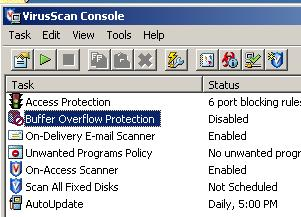 VirusScan Console
Task Edit View Tools Help
Task Status
Access Protection 6 port blocking rules
Buffer Overflow Protection Disabled
On-Delivery E-mail Scanner Enabled
Unwanted Programs Policy No unwanted progr
On-Access Scanner Enabled
Scan All Fixed Disks Not Scheduled
AutoUpdate Daily, 5:00 PM